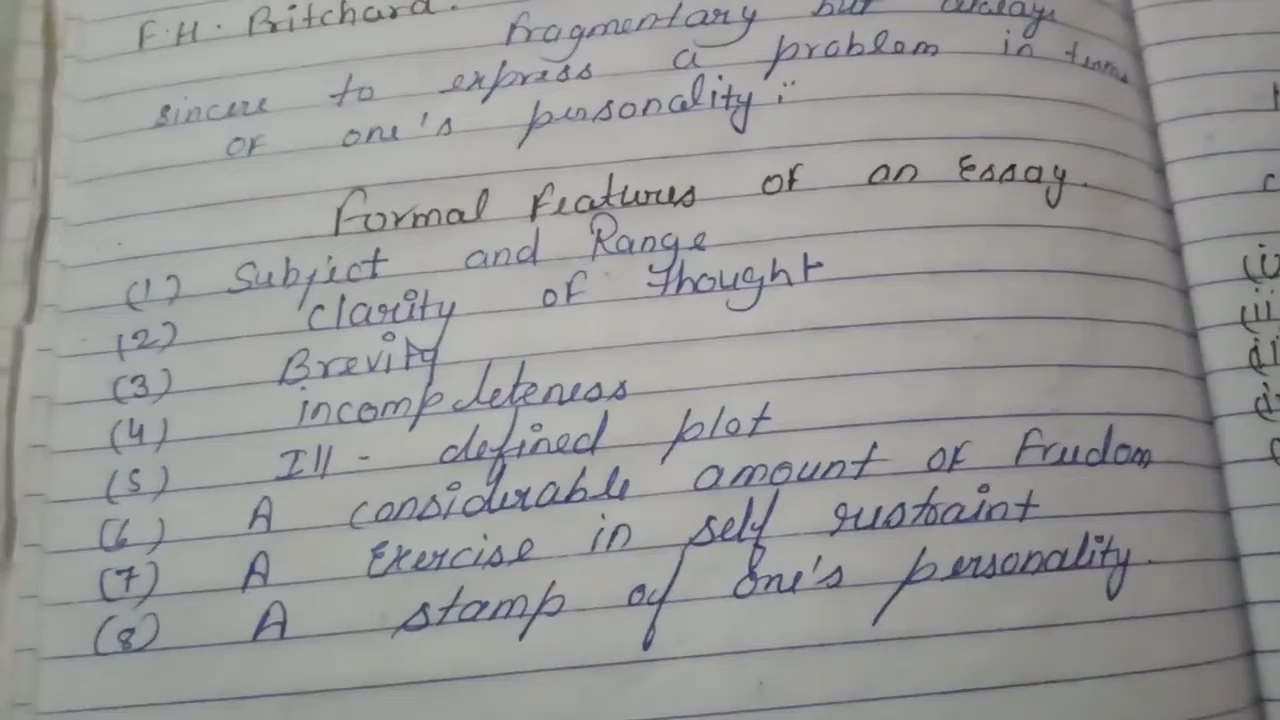 F.H. Pritchard.
fragmentary but always
sincere to express a problem in terms
of one's personality."
Formal Features of an Essay.
(1) Subject and Range
(2) Clarity of Thought
(3) Brevity
(4) incompleteness
(5) Ill-defined plot
(6) A considerable amount of Freedom
(7) A Exercise in self restraint
(8) A stamp of one's personality.